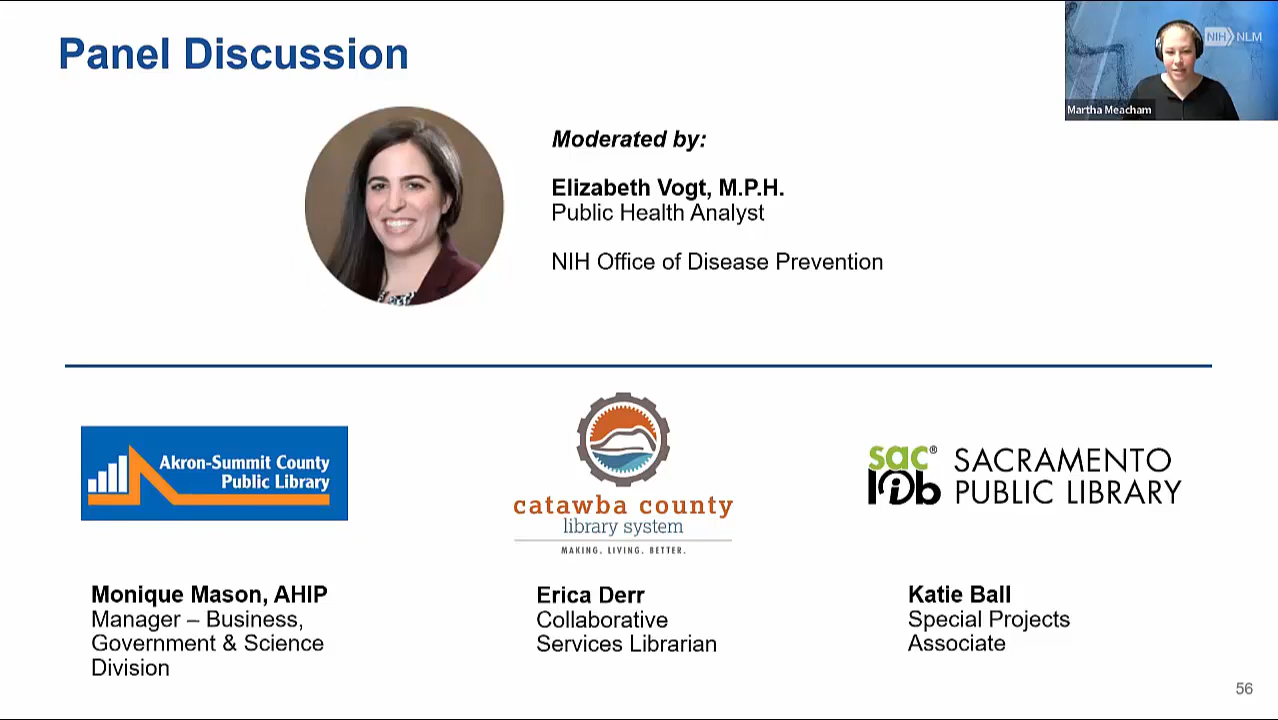 Panel Discussion
NIH NLM
Martha Meacham
Moderated by:
Elizabeth Vogt, M.P.H.
Public Health Analyst
NIH Office of Disease Prevention
Akron-Summit County
Public Library
catawba county
library system
MAKING. LIVING. BETTER.
sac®
lib
SACRAMENTO
PUBLIC LIBRARY
Monique Mason, AHIP
Manager – Business,
Government & Science
Division
Erica Derr
Collaborative
Services Librarian
Katie Ball
Special Projects
Associate
56